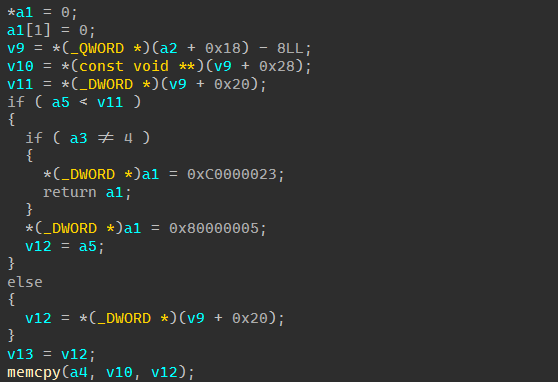 *a1 = 0;
a1[1] = 0;
v9 = *(_QWORD *)(a2 + 0x18) - 8LL;
v10 = *(const void **)(v9 + 0x28);
v11 = *(_DWORD *)(v9 + 0x20);
if ( a5 < v11 )
{
  if ( a3 ≠ 4 )
  {
    *(_DWORD *)a1 = 0xC0000023;
    return a1;
  }
  *(_DWORD *)a1 = 0x80000005;
  v12 = a5;
}
else
{
  v12 = *(_DWORD *)(v9 + 0x20);
}
v13 = v12;
memcpy(a4, v10, v12);